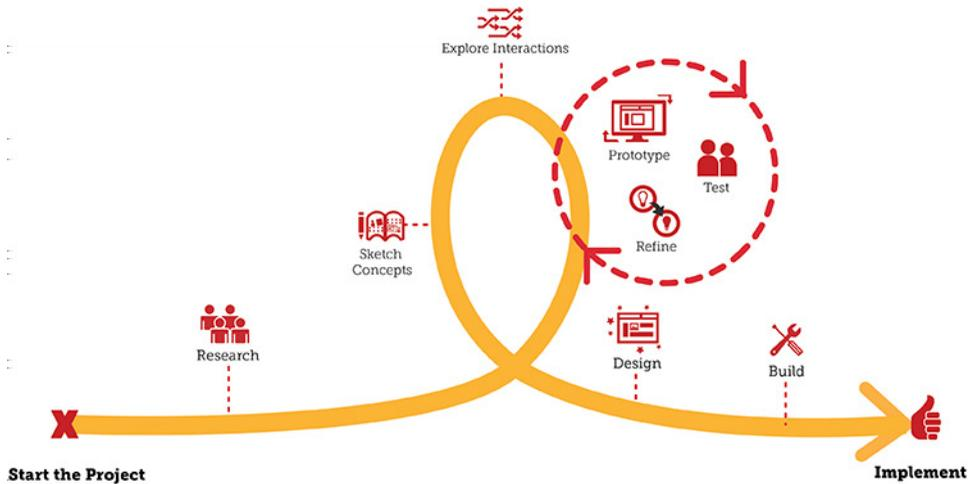 Explore Interactions
Prototype
Test
Refine
Sketch
Concepts
Research
Design
Build
Start the Project
Implement